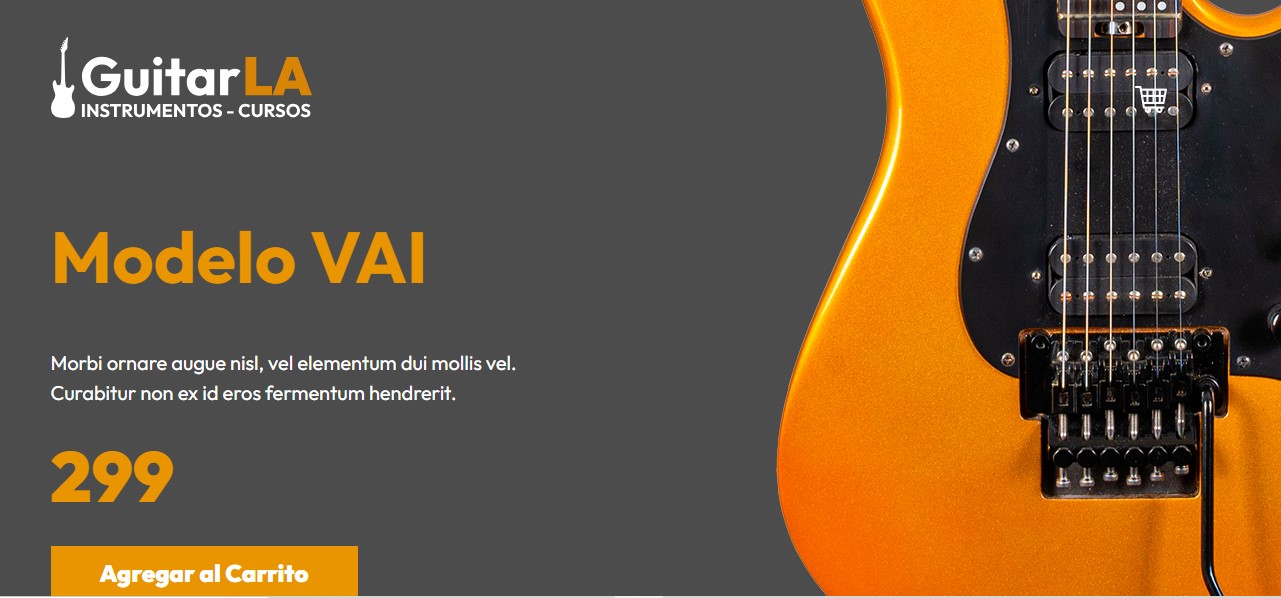 GuitarLA
INSTRUMENTOS - CURSOS
Modelo VAI
Morbi ornare augue nisl, vel elementum dui mollis vel.
Curabitur non ex id eros fermentum hendrerit.
299
Agregar al Carrito